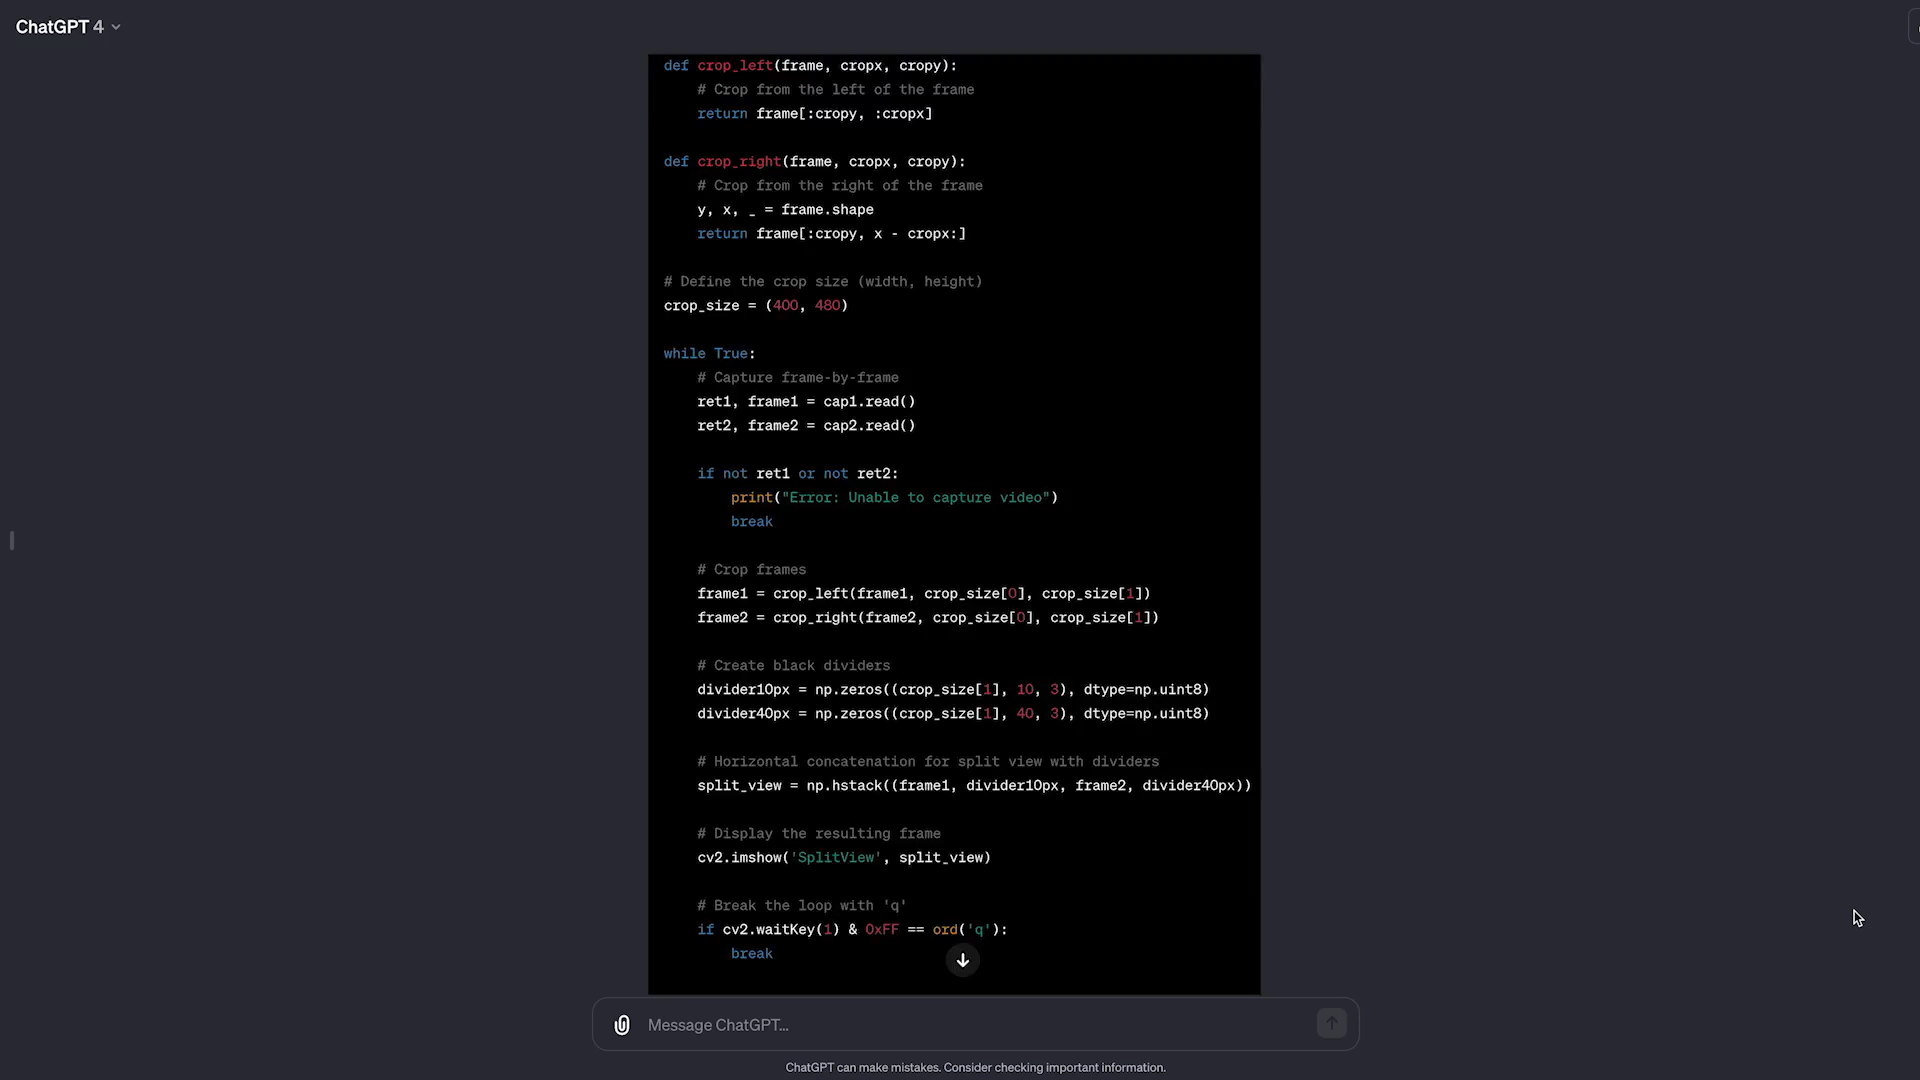 ChatGPT 4
def crop_left(frame, cropx, cropy):
    # Crop from the left of the frame
    return frame[:cropy, :cropx]
def crop_right(frame, cropx, cropy):
    # Crop from the right of the frame
    y, x, _ = frame.shape
    return frame[:cropy, x - cropx:]
# Define the crop size (width, height)
crop_size = (400, 480)
while True:
    # Capture frame-by-frame
    ret1, frame1 = cap1.read()
    ret2, frame2 = cap2.read()
    if not ret1 or not ret2:
        print("Error: Unable to capture video")
        break
    # Crop frames
    frame1 = crop_left(frame1, crop_size[0], crop_size[1])
    frame2 = crop_right(frame2, crop_size[0], crop_size[1])
    # Create black dividers
    divider10px = np.zeros((crop_size[1], 10, 3), dtype=np.uint8)
    divider40px = np.zeros((crop_size[1], 40, 3), dtype=np.uint8)
    # Horizontal concatenation for split view with dividers
    split_view = np.hstack((frame1, divider10px, frame2, divider40px))
    # Display the resulting frame
    cv2.imshow('SplitView', split_view)
    # Break the loop with 'q'
    if cv2.waitKey(1) & 0xFF == ord('q'):
        break
Message ChatGPT...
ChatGPT can make mistakes. Consider checking important information.